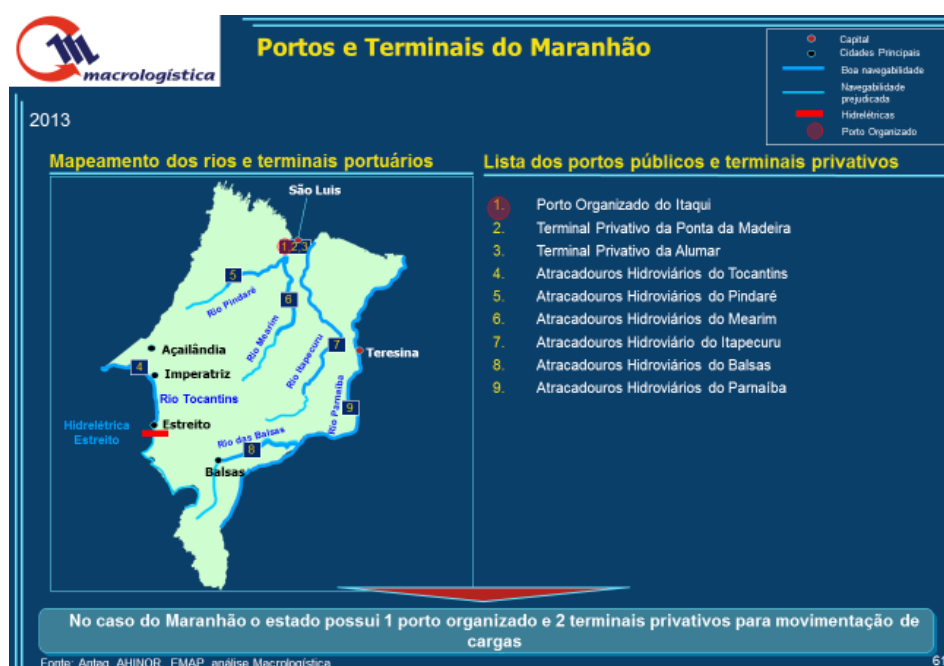 macrologística
Portos e Terminais do Maranhão
Capital
Cidades Principais
Boa navegabilidade
Navegabilidade
prejudicada
Hidrelétricas
Porto Organizado
2013
Mapeamento dos rios e terminais portuários
São Luis
1 2 3
5
Rio Pindaré
6
Rio Mearim
Rio Itapecuru
7
Teresina
Açailândia
4
Imperatriz
Rio Tocantins
Rio Parnaíba
9
Hidrelétrica
Estreito
Estreito
Rio das Balsas
8
Balsas
Lista dos portos públicos e terminais privativos
1. Porto Organizado do Itaqui
2. Terminal Privativo da Ponta da Madeira
3. Terminal Privativo da Alumar
4. Atracadouros Hidroviários do Tocantins
5. Atracadouros Hidroviários do Pindaré
6. Atracadouros Hidroviários do Mearim
7. Atracadouros Hidroviário do Itapecuru
8. Atracadouros Hidroviários do Balsas
9. Atracadouros Hidroviários do Parnaíba
No caso do Maranhão o estado possui 1 porto organizado e 2 terminais privativos para movimentação de
cargas
Fonte: Antaq, AHINOR, EMAP, análise Macrologística